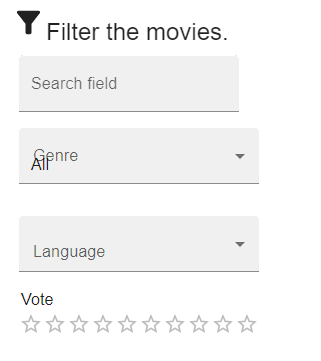 Filter the movies.
Search field
Genre
All
Language
Vote